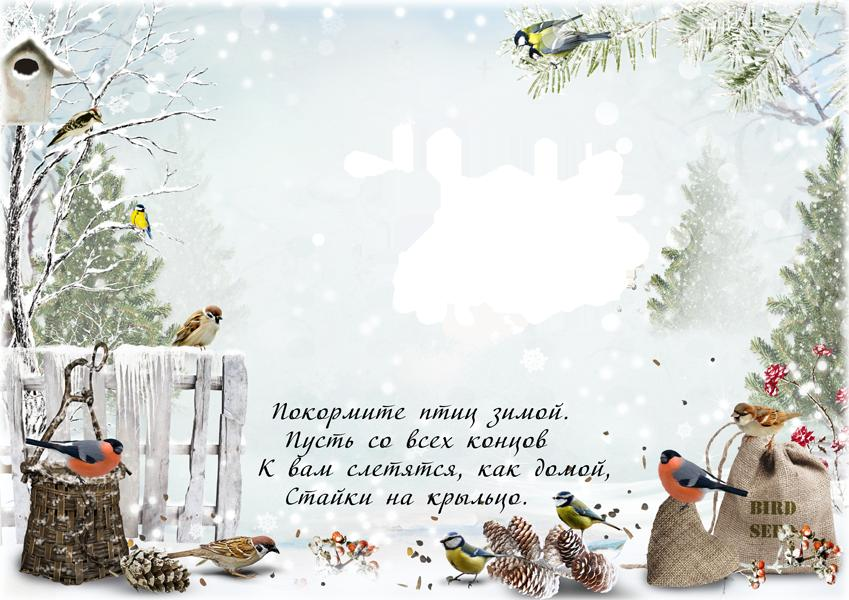 Покормите птиц зимой.
Пусть со всех концов
К вам слетятся, как домой,
Стайки на крыльцо.
BIRD
SEED